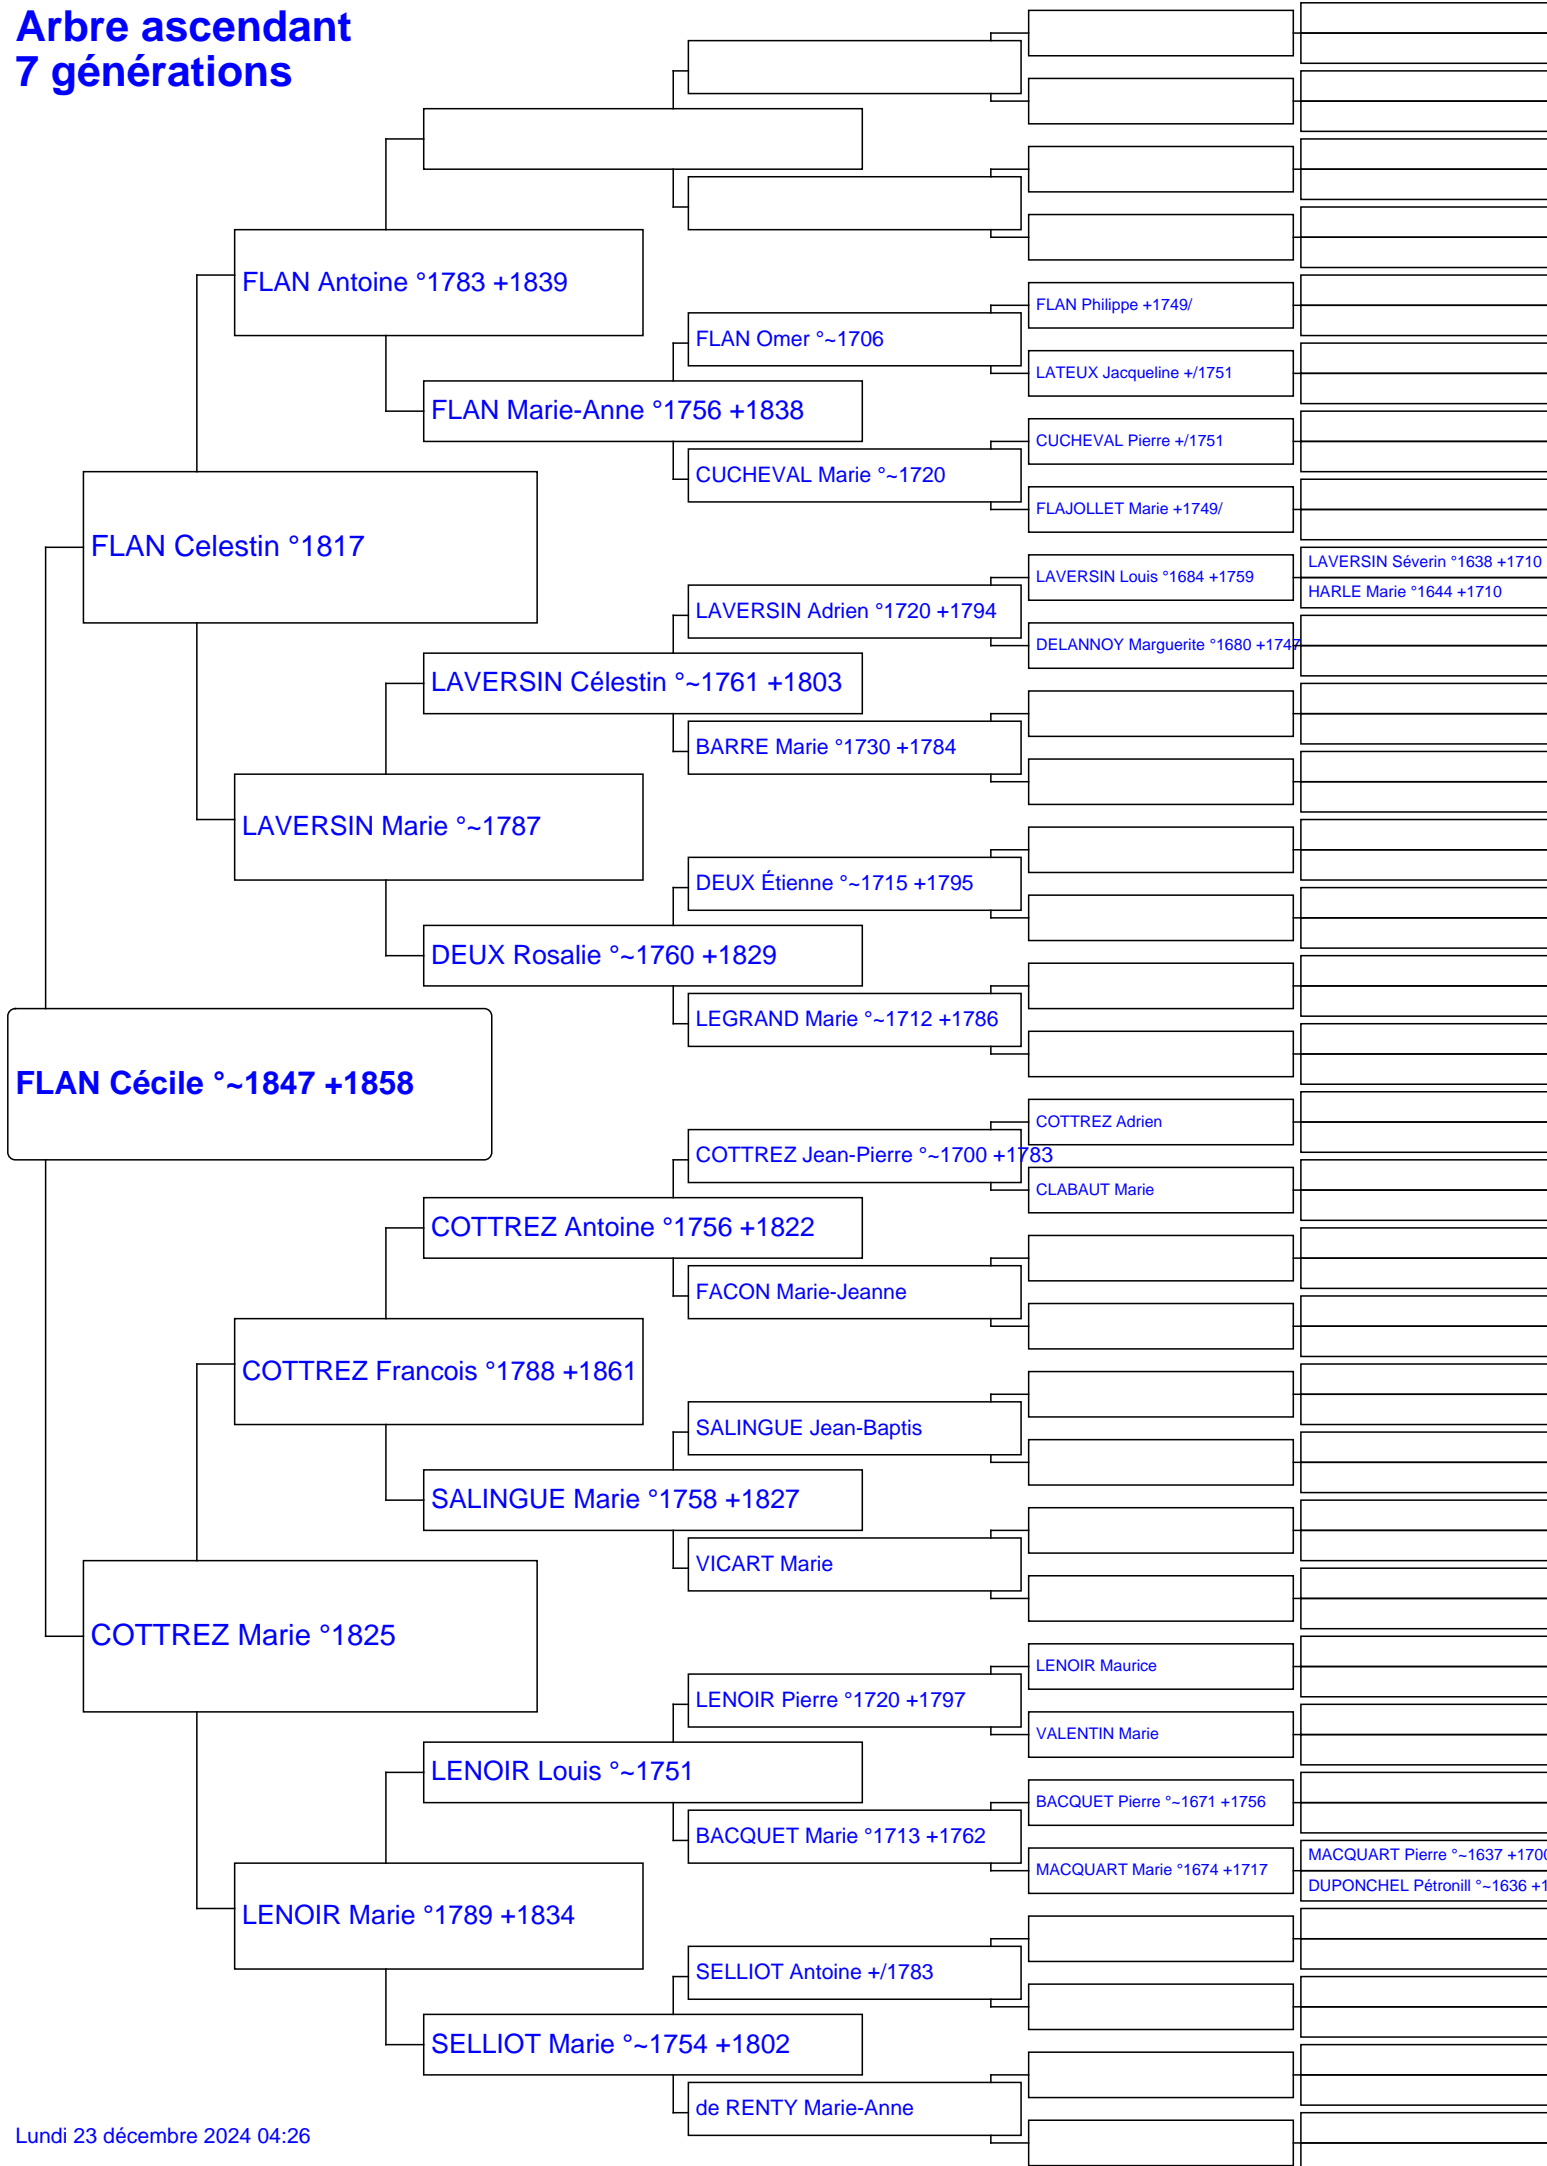 Arbre ascendant
7 générations
FLAN Antoine °1783 +1839
FLAN Philippe +1749/
FLAN Omer °~1706
LATEUX Jacqueline +/1751
FLAN Marie-Anne °1756 +1838
CUCHEVAL Pierre +/1751
CUCHEVAL Marie °~1720
FLAJOLLET Marie +1749/
FLAN Celestin °1817
LAVERSIN Séverin °1638 +1710
LAVERSIN Louis °1684 +1759
HARLE Marie °1644 +1710
LAVERSIN Adrien °1720 +1794
DELANNOY Marguerite °1680 +1747
LAVERSIN Célestin °~1761 +1803
BARRE Marie °1730 +1784
LAVERSIN Marie °~1787
DEUX Étienne °~1715 +1795
DEUX Rosalie °~1760 +1829
LEGRAND Marie °~1712 +1786
FLAN Cécile °~1847 +1858
COTTREZ Adrien
COTTREZ Jean-Pierre °~1700 +1783
CLABAUT Marie
COTTREZ Antoine °1756 +1822
FACON Marie-Jeanne
COTTREZ Francois °1788 +1861
SALINGUE Jean-Baptis
SALINGUE Marie °1758 +1827
VICART Marie
COTTREZ Marie °1825
LENOIR Maurice
LENOIR Pierre °1720 +1797
VALENTIN Marie
LENOIR Louis °~1751
BACQUET Pierre °~1671 +1756
BACQUET Marie °1713 +1762
MACQUART Pierre °~1637 +1700
MACQUART Marie °1674 +1717
DUPONCHEL Pétronill °~1636 +1
LENOIR Marie °1789 +1834
SELLIOT Antoine +/1783
SELLIOT Marie °~1754 +1802
de RENTY Marie-Anne
Lundi 23 décembre 2024 04:26